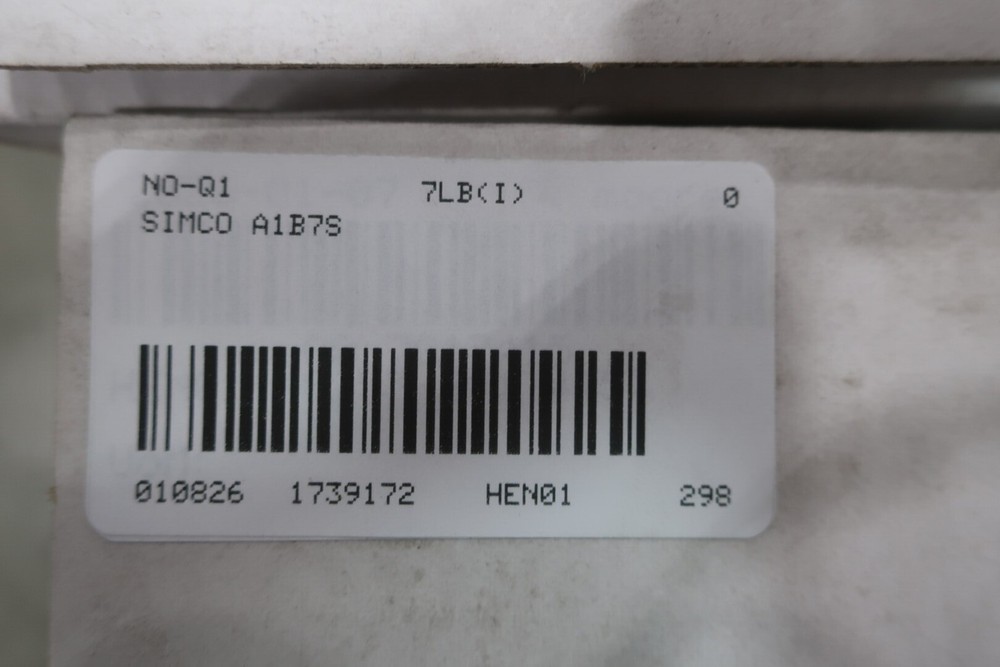 NO-Q1 7LB(I) 0
SIMCO A1B7S
010826 1739172 HEN01 298